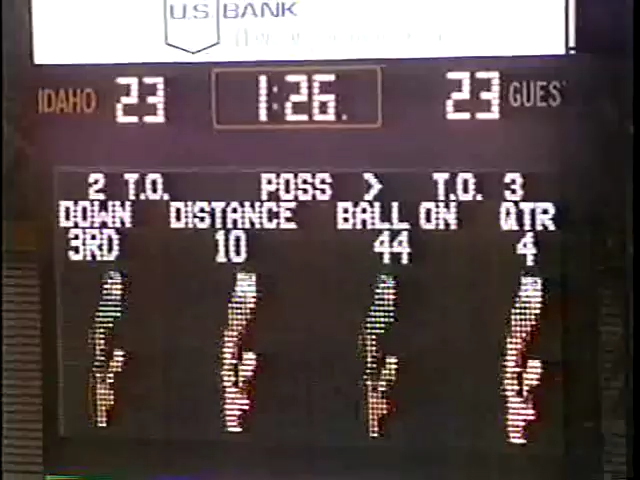 U.S. BANK
IDAHO 23 1:26 23 GUES
2 T.O. POSS > T.O. 3
DOWN DISTANCE BALL ON QTR
3RD 10 44 4